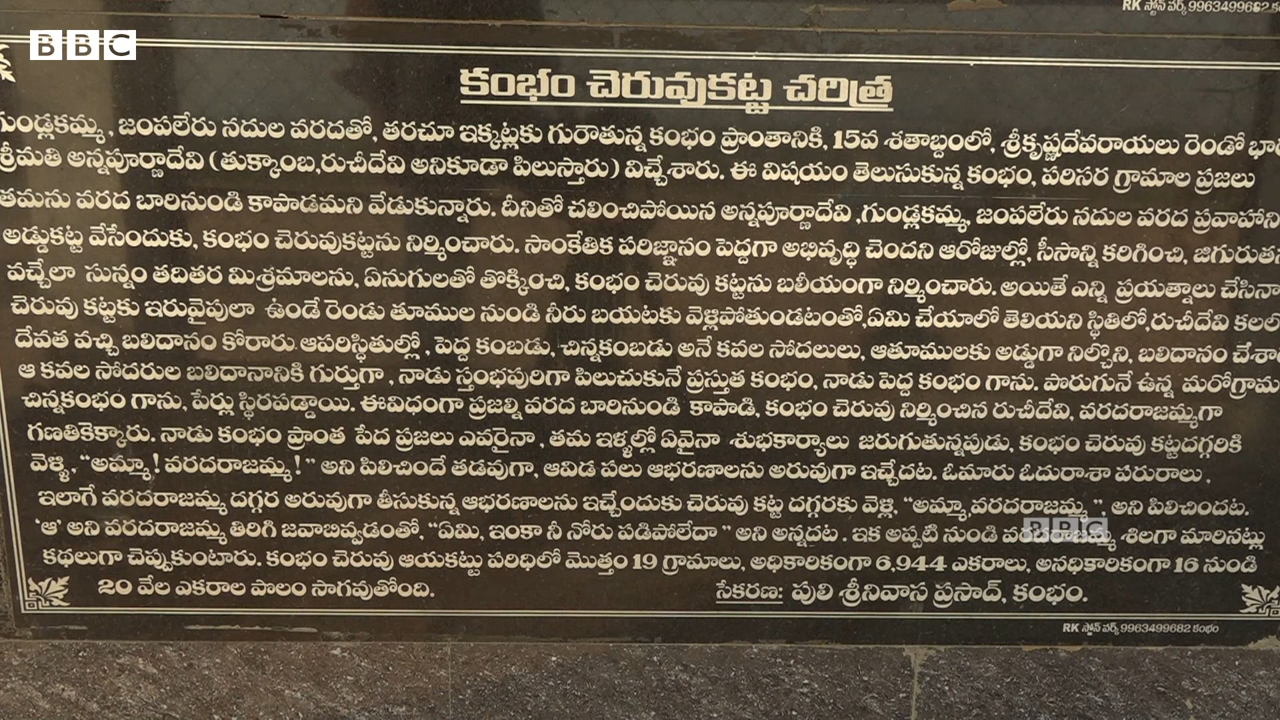 RK స్టోన్ వర్క్ 9963499682
BBC
కంభం చెరువుకట్ట చరిత్ర
గుండ్లకమ్మ, జంపలేరు నదుల వరదతో, తరచూ ఇక్కట్లకు గురౌతున్న కంభం ప్రాంతానికి, 15వ శతాబ్దంలో, శ్రీకృష్ణదేవరాయలు రెండో
శ్రీమతి అన్నపూర్ణాదేవి (తుక్కాంబ,రుచీదేవి అనికూడా పిలుస్తారు) విచ్చేశారు. ఈ విషయం తెలుసుకున్న కంభం, పరిసర గ్రామాల ప్రజలు
తమను వరద బారినుండి కాపాడమని వేడుకున్నారు. దీనితో చలించిపోయిన అన్నపూర్ణాదేవి ,గుండ్లకమ్మ, జంపలేరు నదుల వరద ప్రవాహాని
అడ్డుకట్ట వేసేందుకు, కంభం చెరువుకట్టను నిర్మించారు. సాంకేతిక పరిజ్ఞానం పెద్దగా అభివృద్ధి చెందని ఆరోజుల్లో, సీసాన్ని కరిగించి, జిగురుతన
వచ్చేలా సున్నం తదితర మిశ్రమాలను, ఏనుగులతో తొక్కించి, కంభం చెరువు కట్టను బలీయంగా నిర్మించారు. అయితే ఎన్ని ప్రయత్నాలు చేసినా
చెరువు కట్టకు ఇరువైపులా ఉండే రెండు తూముల నుండి నీరు బయటకు వెళ్లిపోతుండటంతో,ఏమి చేయాలో తెలియని స్థితిలో,రుచీదేవి కలలో
దేవత వచ్చి బలిదానం కోరారు.ఆపరిస్థితుల్లో, పెద్ద కంబడు, చిన్నకంబడు అనే కవల సోదలులు, ఆతూములకు అడ్డుగా నిల్చొని, బలిదానం చేశా
ఆ కవల సోదరుల బలిదానానికి గుర్తుగా, నాడు స్తంభపురిగా పిలుచుకునే ప్రస్తుత కంభం, నాడు పెద్ద కంభం గాను. పొరుగునే ఉన్న మరోగ్రామ
చిన్నకంభం గాను, పేర్లు స్థిరపడ్డాయి. ఈవిధంగా ప్రజల్ని వరద బారినుండి కాపాడి, కంభం చెరువు నిర్మించిన రుచీదేవి, వరదరాజమ్మగా
గణతికెక్కారు. నాడు కంభం ప్రాంత పేద ప్రజలు ఎవరైనా, తమ ఇళ్ళల్లో ఏవైనా శుభకార్యాలు జరుగుతున్నపుడు, కంభం చెరువు కట్టదగ్గరికి
వెళ్ళి, “అమ్మా! వరదరాజమ్మ!” అని పిలిచిందే తడవుగా, ఆవిడ పలు ఆభరణాలను అరువుగా ఇచ్చేదట. ఓమారు ఓదురాశా పరురాలు,
ఇలాగే వరదరాజమ్మ దగ్గర అరువుగా తీసుకున్న ఆభరణాలను ఇచ్చేందుకు చెరువు కట్ట దగ్గరకు వెళ్లి, “అమ్మా,వరదరాజమ్మ”, అని పిలిచిందట.
‘ఆ’ అని వరదరాజమ్మ తిరిగి జవాబివ్వడంతో, “ఏమి, ఇంకా నీ నోరు పడిపోలేదా” అని అన్నదట. ఇక అప్పటి నుండి వరదరాజమ్మ శిలగా మారినట్లు
కథలుగా చెప్పుకుంటారు. కంభం చెరువు ఆయకట్టు పరిధిలో మొత్తం 19 గ్రామాలు, అధికారికంగా 6,944 ఎకరాలు, అనధికారికంగా 16 నుండి
20 వేల ఎకరాల పొలం సాగవుతోంది. సేకరణ: పులి శ్రీనివాస ప్రసాద్, కంభం.
BBC
RK స్టోన్ వర్క్ 9963499682 కంభం